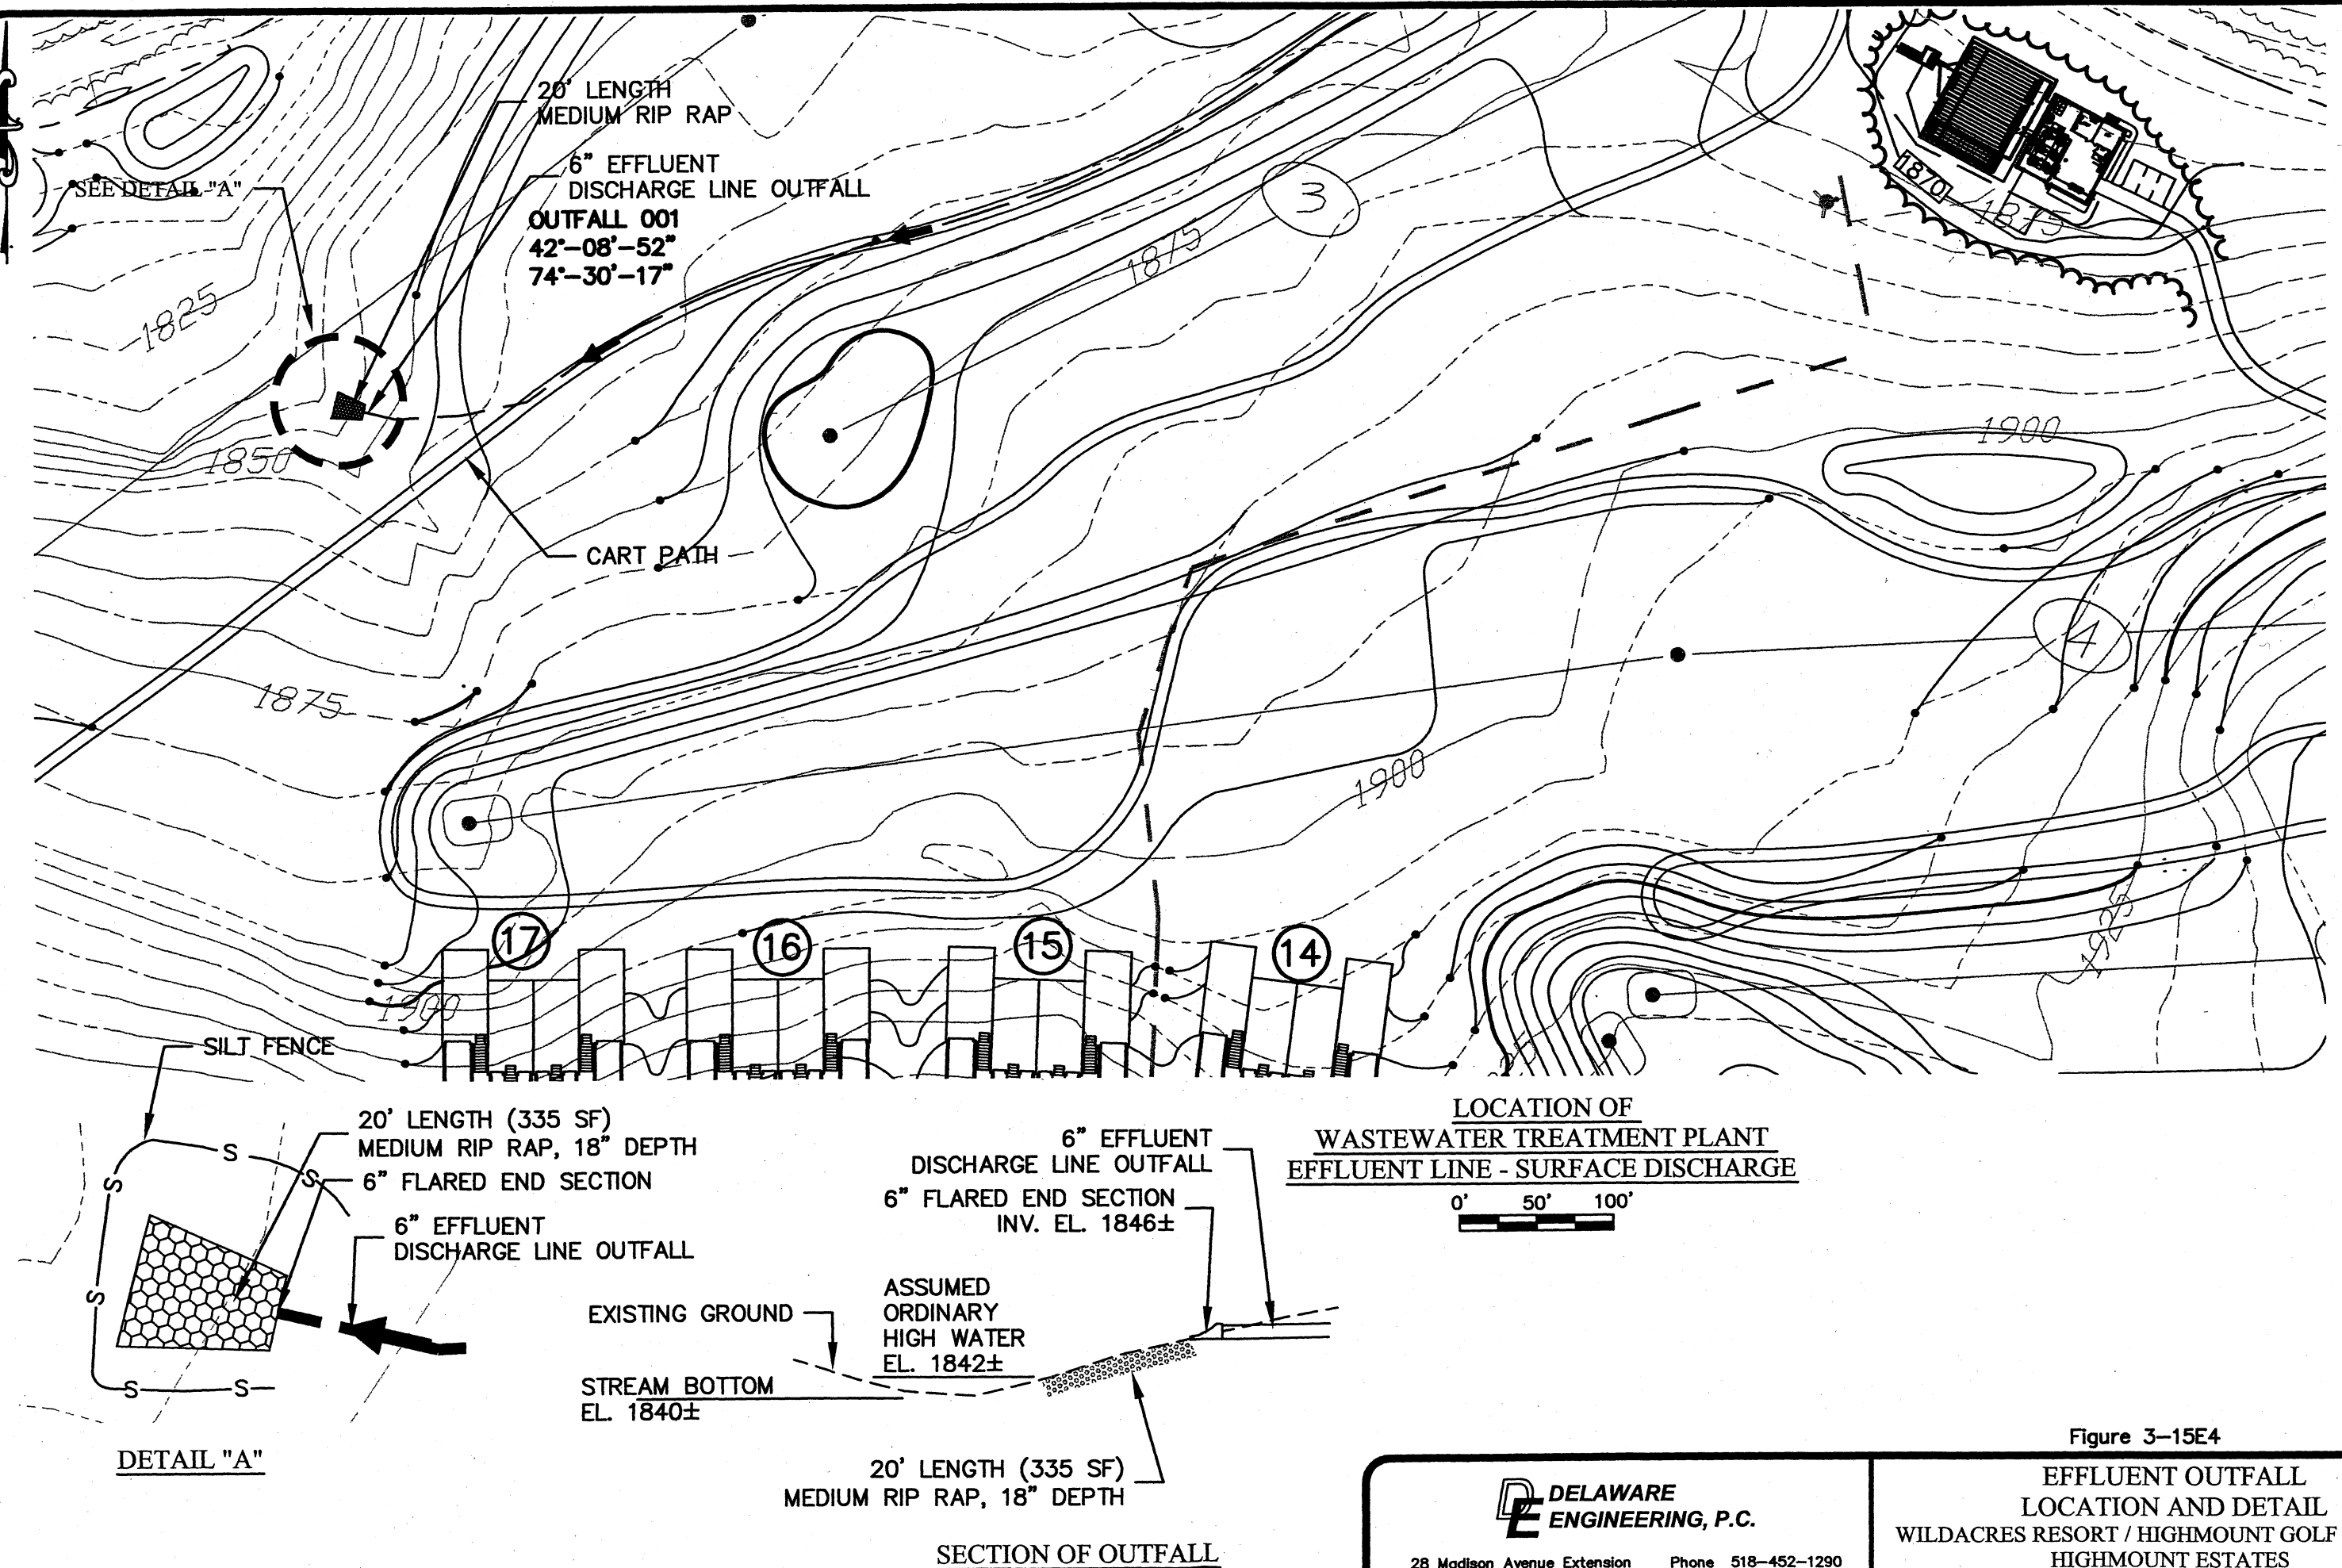 20' LENGTH
MEDIUM RIP RAP
6" EFFLUENT
DISCHARGE LINE OUTFALL
OUTFALL 001
42°-08'-52"
74°-30'-17"
SEE DETAIL "A"
3
1870
1875
1875
1825
1850
1900
CART PATH
4
1875
1900
1925
17
16
15
14
1900
SILT FENCE
20' LENGTH (335 SF)
MEDIUM RIP RAP, 18" DEPTH
6" FLARED END SECTION
6" EFFLUENT
DISCHARGE LINE OUTFALL
S
S
S
S
S
S
DETAIL "A"
6" EFFLUENT
DISCHARGE LINE OUTFALL
6" FLARED END SECTION
INV. EL. 1846±
ASSUMED
ORDINARY
HIGH WATER
EL. 1842±
EXISTING GROUND
STREAM BOTTOM
EL. 1840±
20' LENGTH (335 SF)
MEDIUM RIP RAP, 18" DEPTH
SECTION OF OUTFALL
LOCATION OF
WASTEWATER TREATMENT PLANT
EFFLUENT LINE - SURFACE DISCHARGE
0' 50' 100'
Figure 3-15E4
DE DELAWARE
ENGINEERING, P.C.
28 Madison Avenue Extension Phone 518-452-1290
EFFLUENT OUTFALL
LOCATION AND DETAIL
WILDACRES RESORT / HIGHMOUNT GOLF
HIGHMOUNT ESTATES